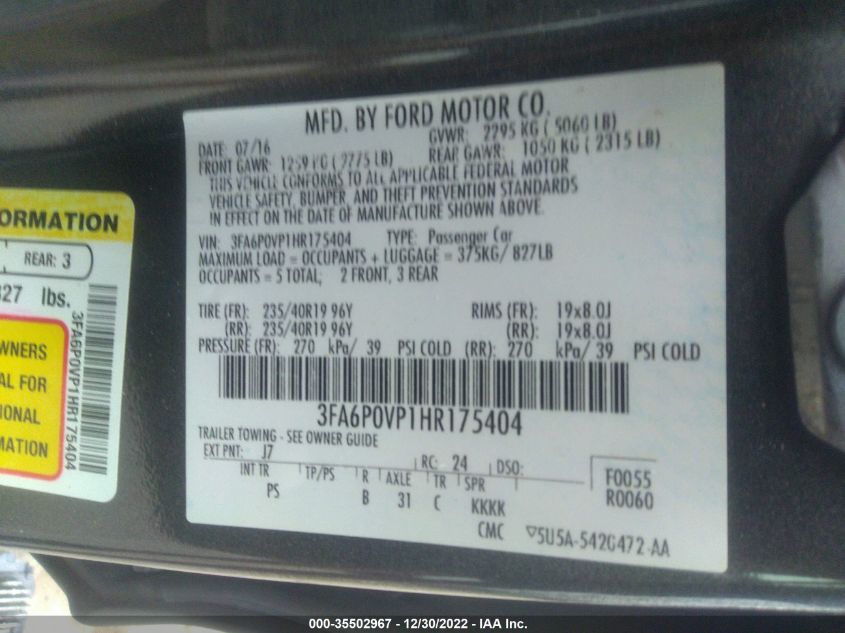 MFD. BY FORD MOTOR CO.
DATE: 07/16 GVWR: 2295 KG ( 5060 LB)
FRONT GAWR: 1259 KG ( 2775 LB) REAR GAWR: 1050 KG ( 2315 LB)
THIS VEHICLE CONFORMS TO ALL APPLICABLE FEDERAL MOTOR
VEHICLE SAFETY, BUMPER, AND THEFT PREVENTION STANDARDS
IN EFFECT ON THE DATE OF MANUFACTURE SHOWN ABOVE.
VIN: 3FA6P0VP1HR175404 TYPE: Passenger Car
MAXIMUM LOAD = OCCUPANTS + LUGGAGE = 375KG/ 827LB
OCCUPANTS = 5 TOTAL; 2 FRONT, 3 REAR
TIRE (FR): 235/40R19 96Y RIMS (FR): 19x8.0J
(RR): 235/40R19 96Y (RR): 19x8.0J
PRESSURE (FR): 270 kPa/ 39 PSI COLD (RR): 270 kPa/ 39 PSI COLD
3FA6P0VP1HR175404
TRAILER TOWING - SEE OWNER GUIDE
EXT PNT: J7 RC: 24 DSO:
INT TR TP/PS R AXLE TR SPR
PS B 31 C KKKK
F0055
R0060
CMC ▽5U5A-5420472-AA
ORMATION
REAR: 3
827 lbs.
WNERS
AL FOR
IONAL
MATION
3FA6P0VP1HR175404
000-35502967 - 12/30/2022 - IAA Inc.